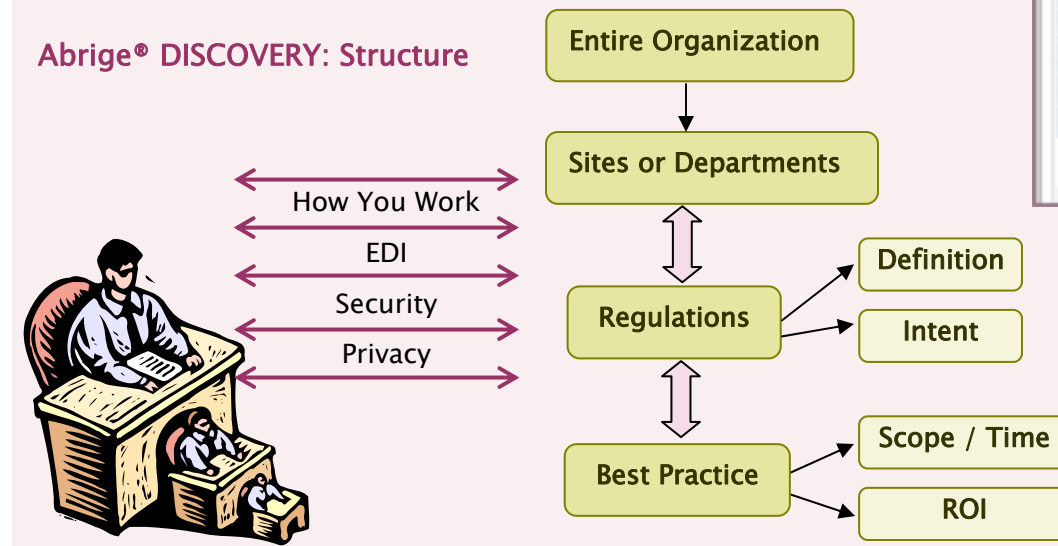 Abrige® DISCOVERY: Structure
Entire Organization
Sites or Departments
How You Work
EDI
Security
Privacy
Regulations
Definition
Intent
Best Practice
Scope / Time
ROI